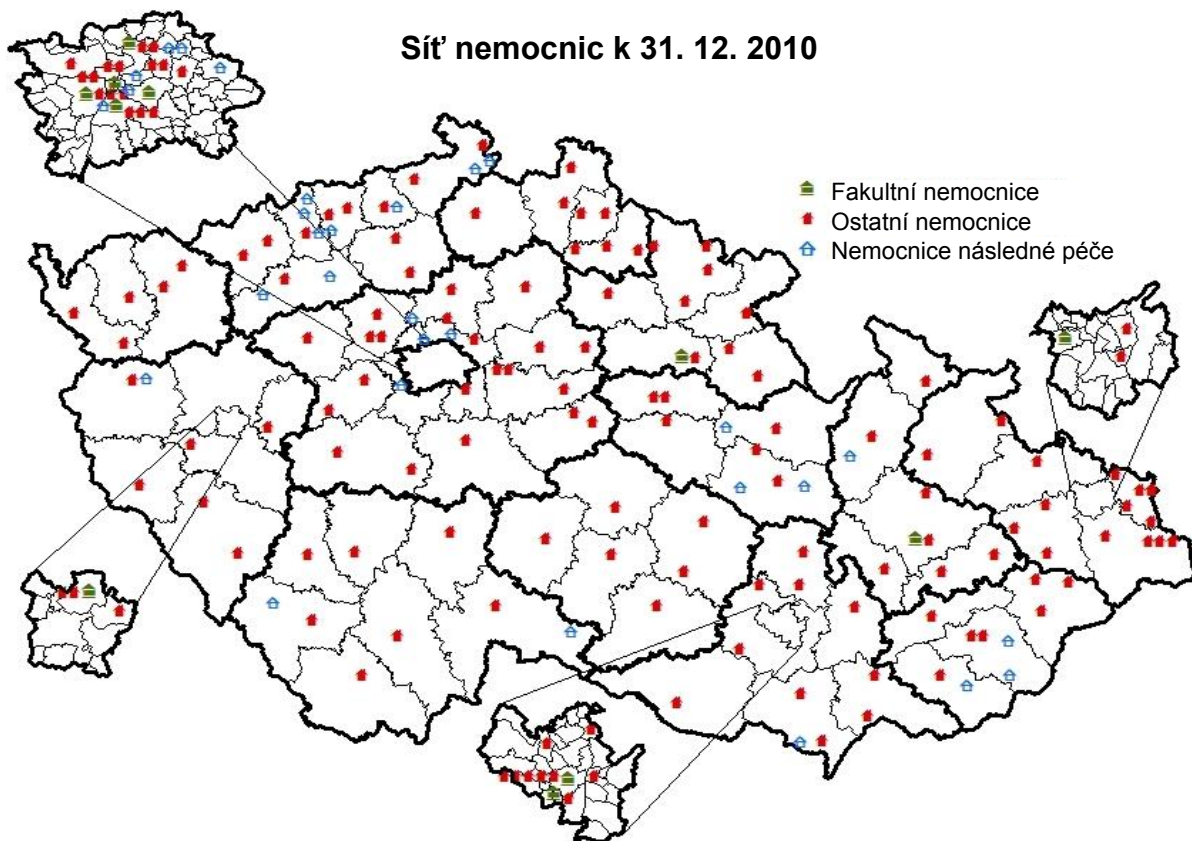 Síť nemocnic k 31. 12. 2010
Fakultní nemocnice
Ostatní nemocnice
Nemocnice následné péče